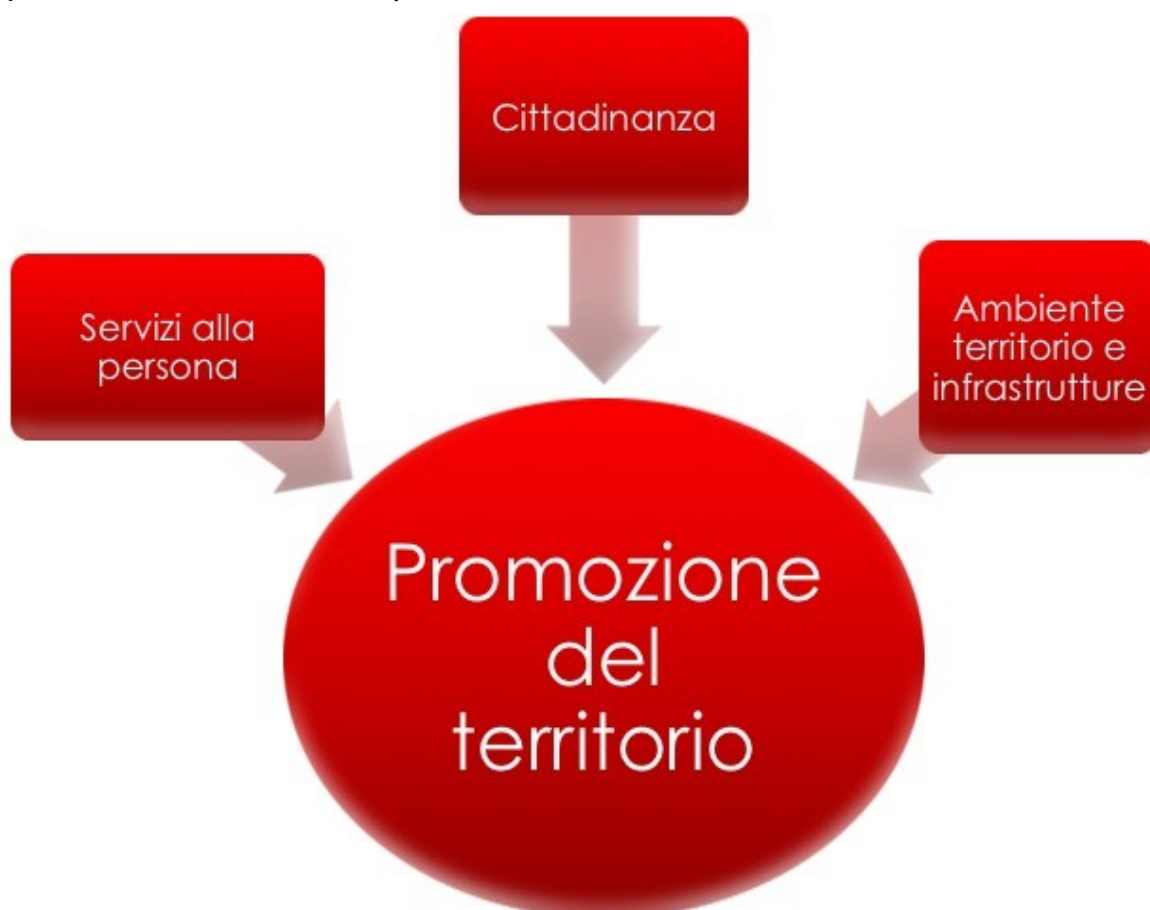 Cittadinanza
Servizi alla
persona
Ambiente
territorio e
infrastrutture
Promozione
del
territorio